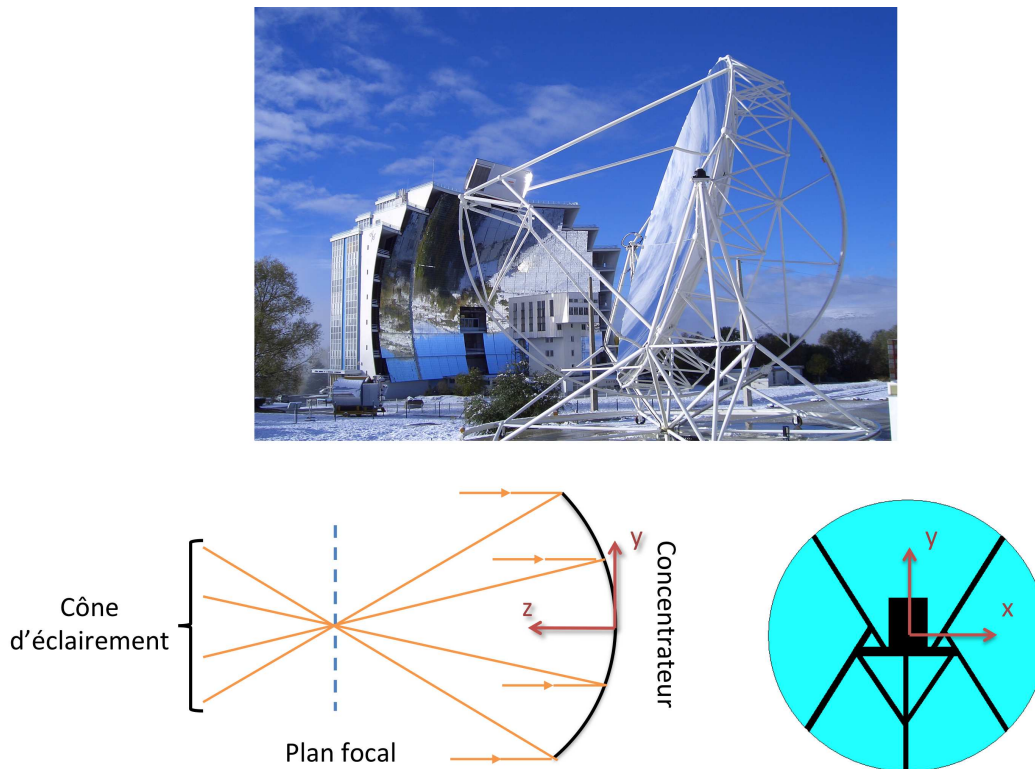 y
z
Concentrateur
Cône
d’éclairement
Plan focal
y
x